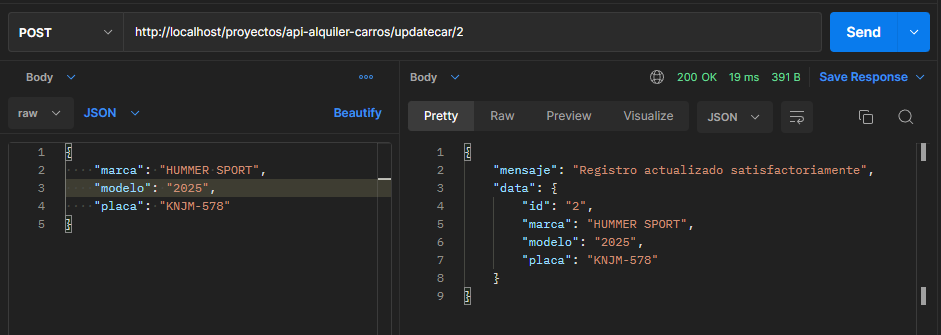 POST http://localhost/proyectos/api-alquiler-carros/updatecar/2 Send
Body
raw JSON Beautify
1 {
2 "marca": "HUMMER SPORT",
3 "modelo": "2025",
4 "placa": "KNJM-578"
5 }
Body 200 OK 19 ms 391 B Save Response
Pretty Raw Preview Visualize JSON
1 {
2 "mensaje": "Registro actualizado satisfactoriamente",
3 "data": {
4 "id": "2",
5 "marca": "HUMMER SPORT",
6 "modelo": "2025",
7 "placa": "KNJM-578"
8 }
9 }